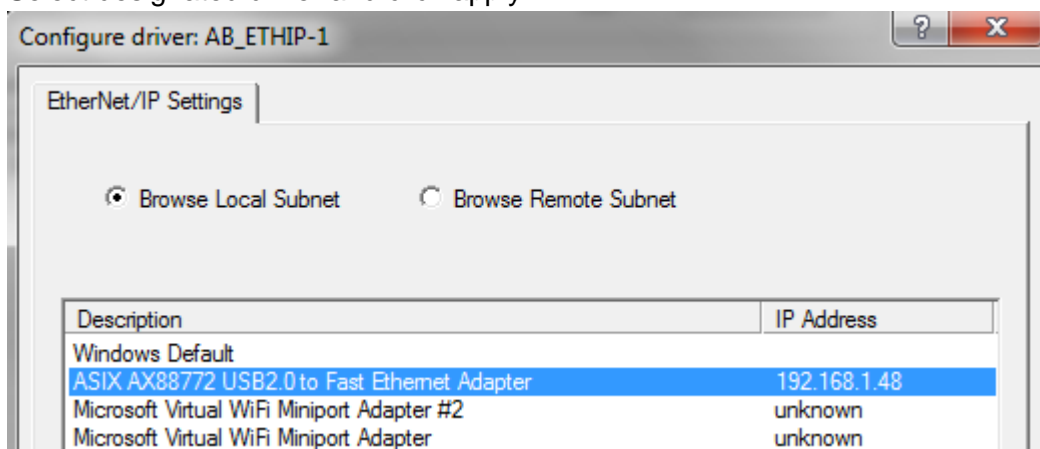 Configure driver: AB_ETHIP-1
EtherNet/IP Settings
Browse Local Subnet Browse Remote Subnet
Description IP Address
Windows Default
ASIX AX88772 USB2.0 to Fast Ethernet Adapter 192.168.1.48
Microsoft Virtual WiFi Miniport Adapter #2 unknown
Microsoft Virtual WiFi Miniport Adapter unknown